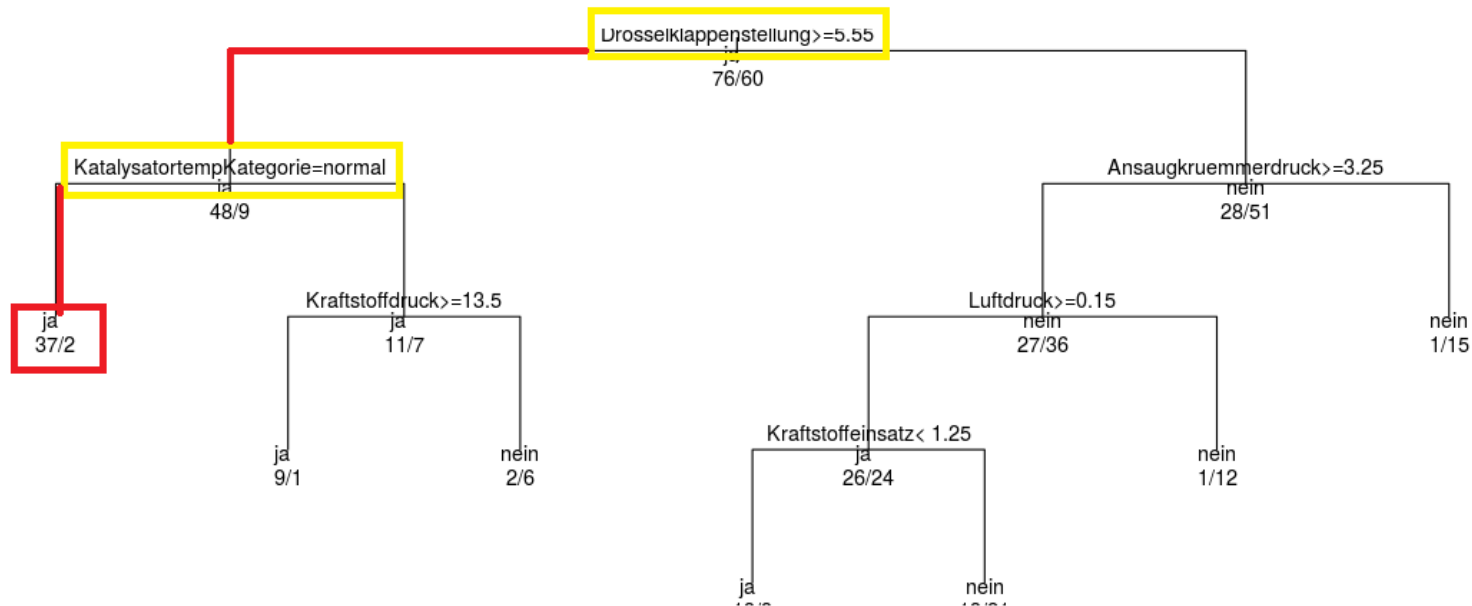 Drosselklappenstellung>=5.55
ja
76/60
KatalysatortempKategorie=normal
ja
48/9
Ansaugkruemmerdruck>=3.25
nein
28/51
ja
37/2
Kraftstoffdruck>=13.5
ja
11/7
Luftdruck>=0.15
nein
27/36
nein
1/15
ja
9/1
nein
2/6
Kraftstoffeinsatz< 1.25
ja
26/24
nein
1/12
ja
nein